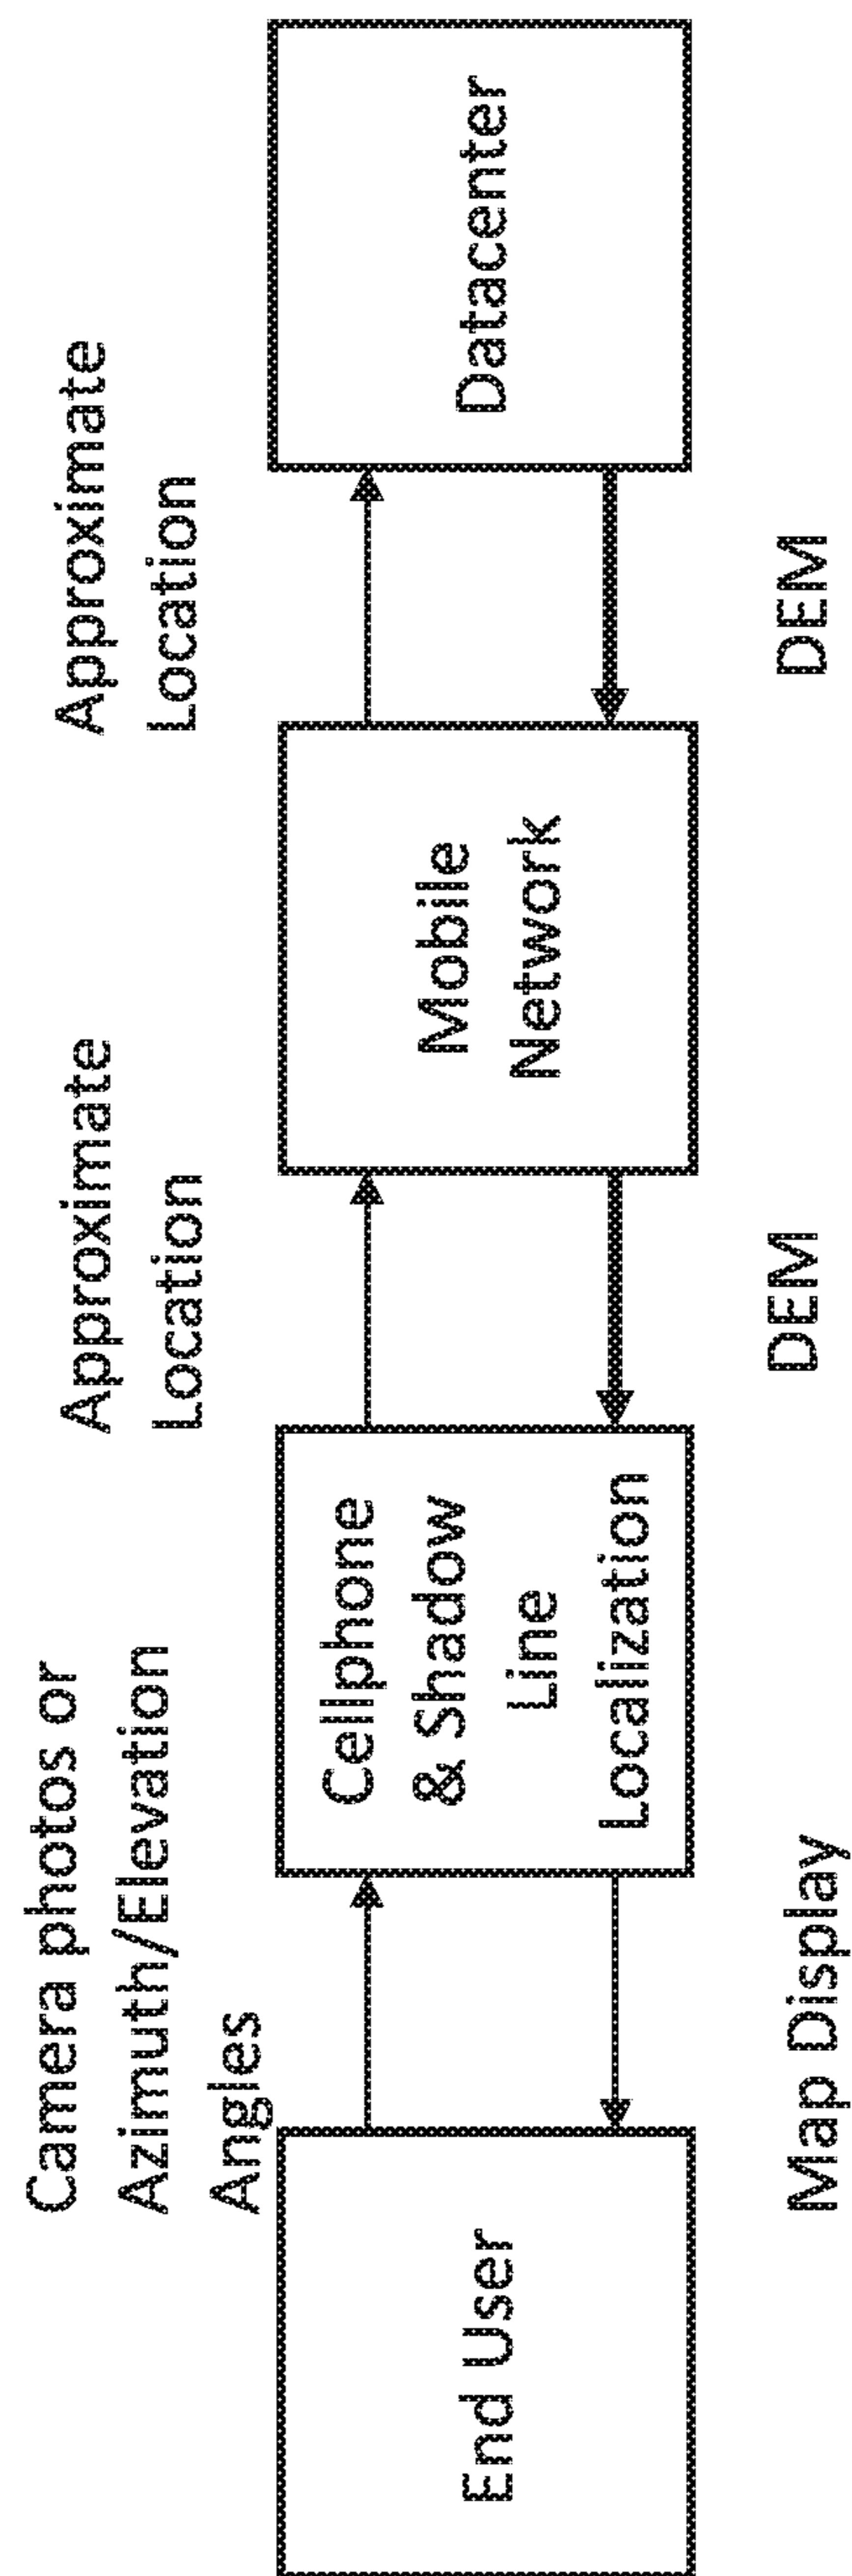 Camera photos or
Azimuth/Elevation
Angles
Approximate
Location
Approximate
Location
End User
Cellphone
& Shadow
Line
Localization
Mobile
Network
Datacenter
Map Display
DEM
DEM